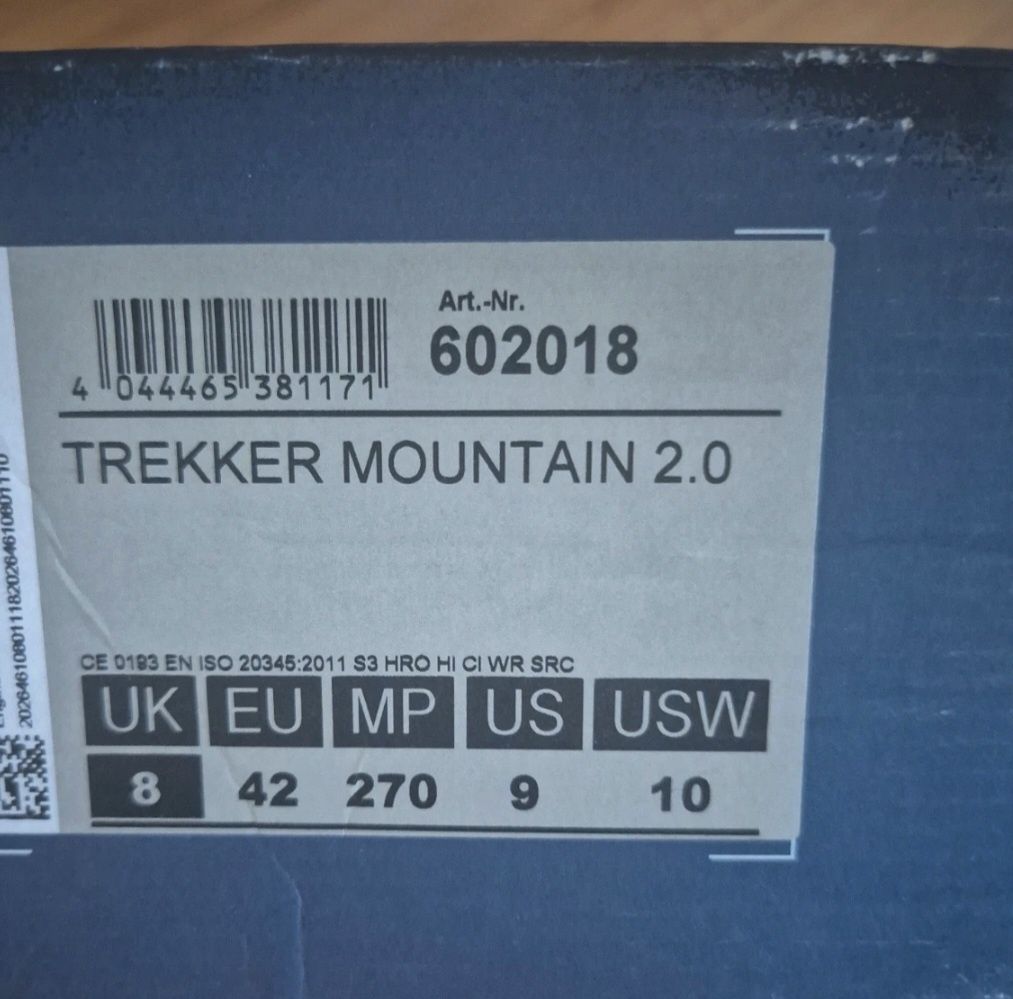 Art.-Nr.
602018
4 044465 381171
TREKKER MOUNTAIN 2.0
CE 0193 EN ISO 20345:2011 S3 HRO HI CI WR SRC
UK EU MP US USW
8 42 270 9 10